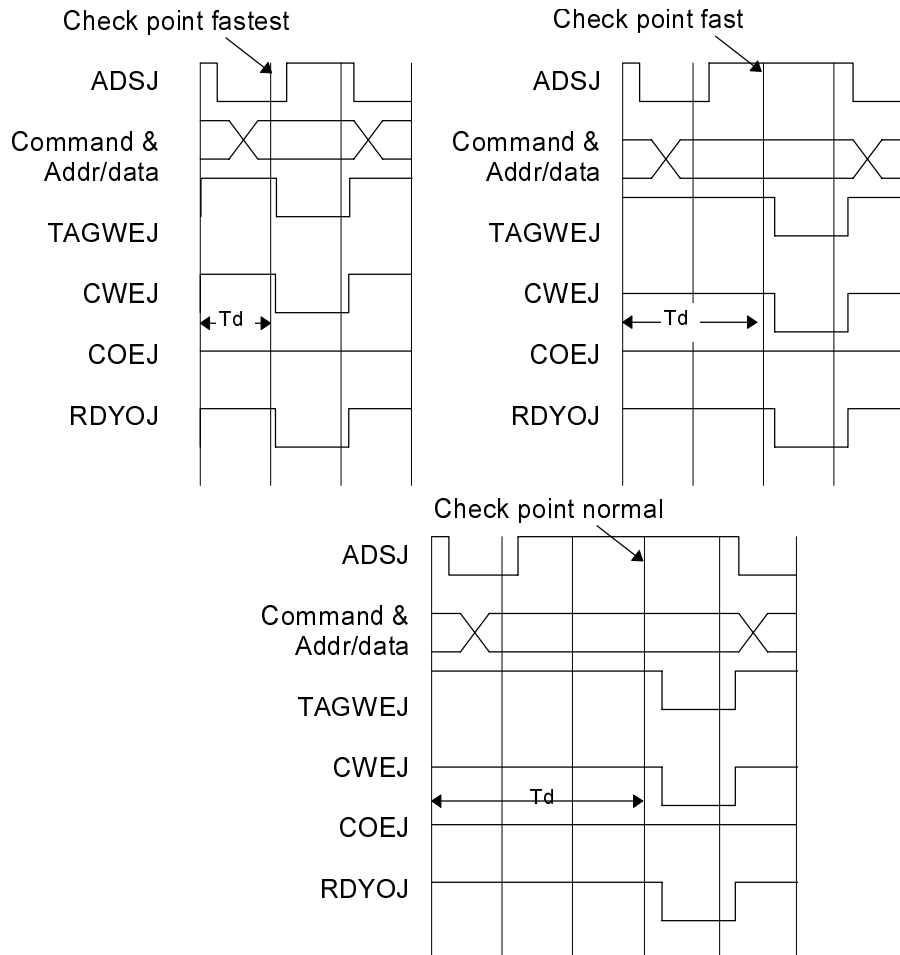 Check point fastest
ADSJ
Command &
Addr/data
TAGWEJ
CWEJ
Td
COEJ
RDYOJ
Check point fast
ADSJ
Command &
Addr/data
TAGWEJ
CWEJ
Td
COEJ
RDYOJ
Check point normal
ADSJ
Command &
Addr/data
TAGWEJ
CWEJ
Td
COEJ
RDYOJ